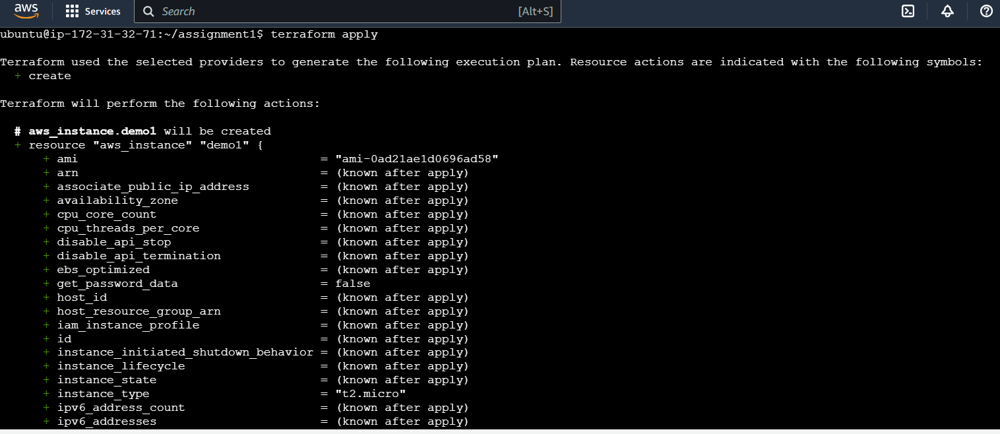 aws Services Search [Alt+S]
ubuntu@ip-172-31-32-71:~/assignment1$ terraform apply
Terraform used the selected providers to generate the following execution plan. Resource actions are indicated with the following symbols:
+ create
Terraform will perform the following actions:
# aws_instance.demo1 will be created
+ resource "aws_instance" "demo1" {
+ ami = "ami-0ad21ae1d0696ad58"
+ arn = (known after apply)
+ associate_public_ip_address = (known after apply)
+ availability_zone = (known after apply)
+ cpu_core_count = (known after apply)
+ cpu_threads_per_core = (known after apply)
+ disable_api_stop = (known after apply)
+ disable_api_termination = (known after apply)
+ ebs_optimized = (known after apply)
+ get_password_data = false
+ host_id = (known after apply)
+ host_resource_group_arn = (known after apply)
+ iam_instance_profile = (known after apply)
+ id = (known after apply)
+ instance_initiated_shutdown_behavior = (known after apply)
+ instance_lifecycle = (known after apply)
+ instance_state = (known after apply)
+ instance_type = "t2.micro"
+ ipv6_address_count = (known after apply)
+ ipv6_addresses = (known after apply)